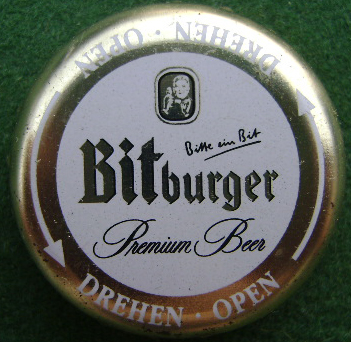 DREHEN · OPEN
Bitte ein Bit
Bitburger
Premium Beer
DREHEN · OPEN